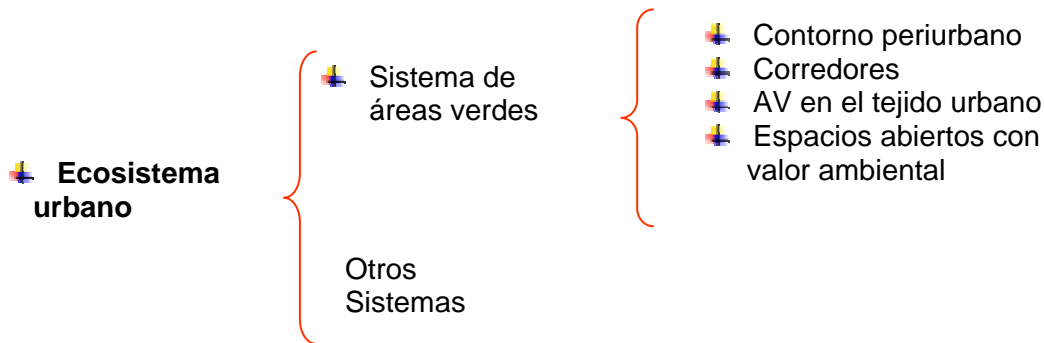 Ecosistema
urbano
Sistema de
áreas verdes
Otros
Sistemas
Contorno periurbano
Corredores
AV en el tejido urbano
Espacios abiertos con
valor ambiental